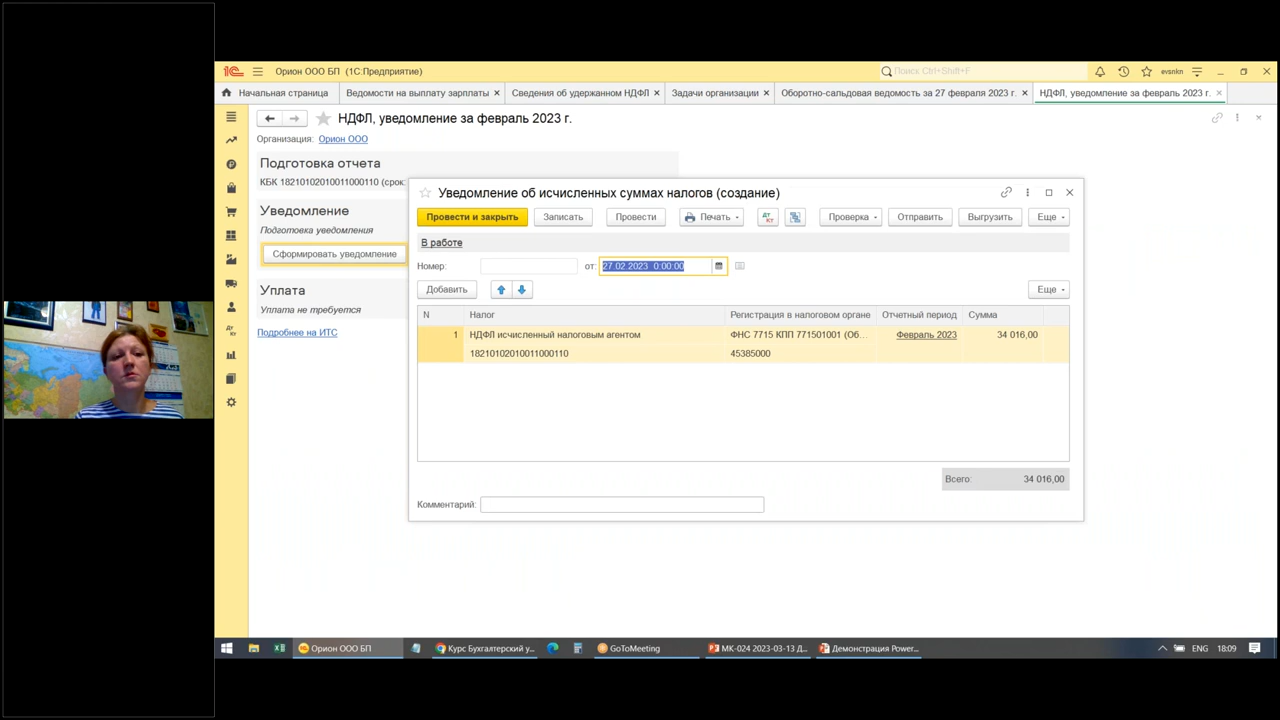 Орион ООО БП (1С:Предприятие)
Поиск Ctrl+Shift+F
evsnkn
Начальная страница
Ведомости на выплату зарплаты
Сведения об удержанном НДФЛ
Задачи организации
Оборотно-сальдовая ведомость за 27 февраля 2023 г.
НДФЛ, уведомление за февраль 2023 г.
НДФЛ, уведомление за февраль 2023 г.
Организация: Орион ООО
Подготовка отчета
КБК 18210102010011000110 (срок:
Уведомление
Подготовка уведомления
Сформировать уведомление
Уплата
Уплата не требуется
Подробнее на ИТС
Уведомление об исчисленных суммах налогов (создание)
Провести и закрыть
Записать
Провести
Печать
Проверка
Отправить
Выгрузить
Еще
В работе
Номер:
от: 27.02.2023 0:00:00
Добавить
Еще
N Налог Регистрация в налоговом органе Отчетный период Сумма
1 НДФЛ исчисленный налоговым агентом ФНС 7715 КПП 771501001 (Об... Февраль 2023 34 016,00
18210102010011000110 45385000
Всего: 34 016,00
Комментарий:
Орион ООО БП
Курс Бухгалтерский у...
GoToMeeting
МК-024 2023-03-13 Д...
Демонстрация Power...
ENG
18:09